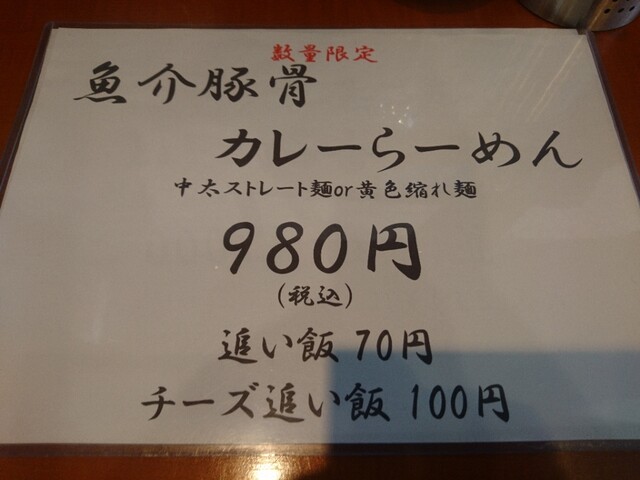 数量限定
魚介豚骨
カレーらーめん
中太ストレート麺or黄色縮れ麺
980円
(税込)
追い飯 70円
チーズ追い飯 100円